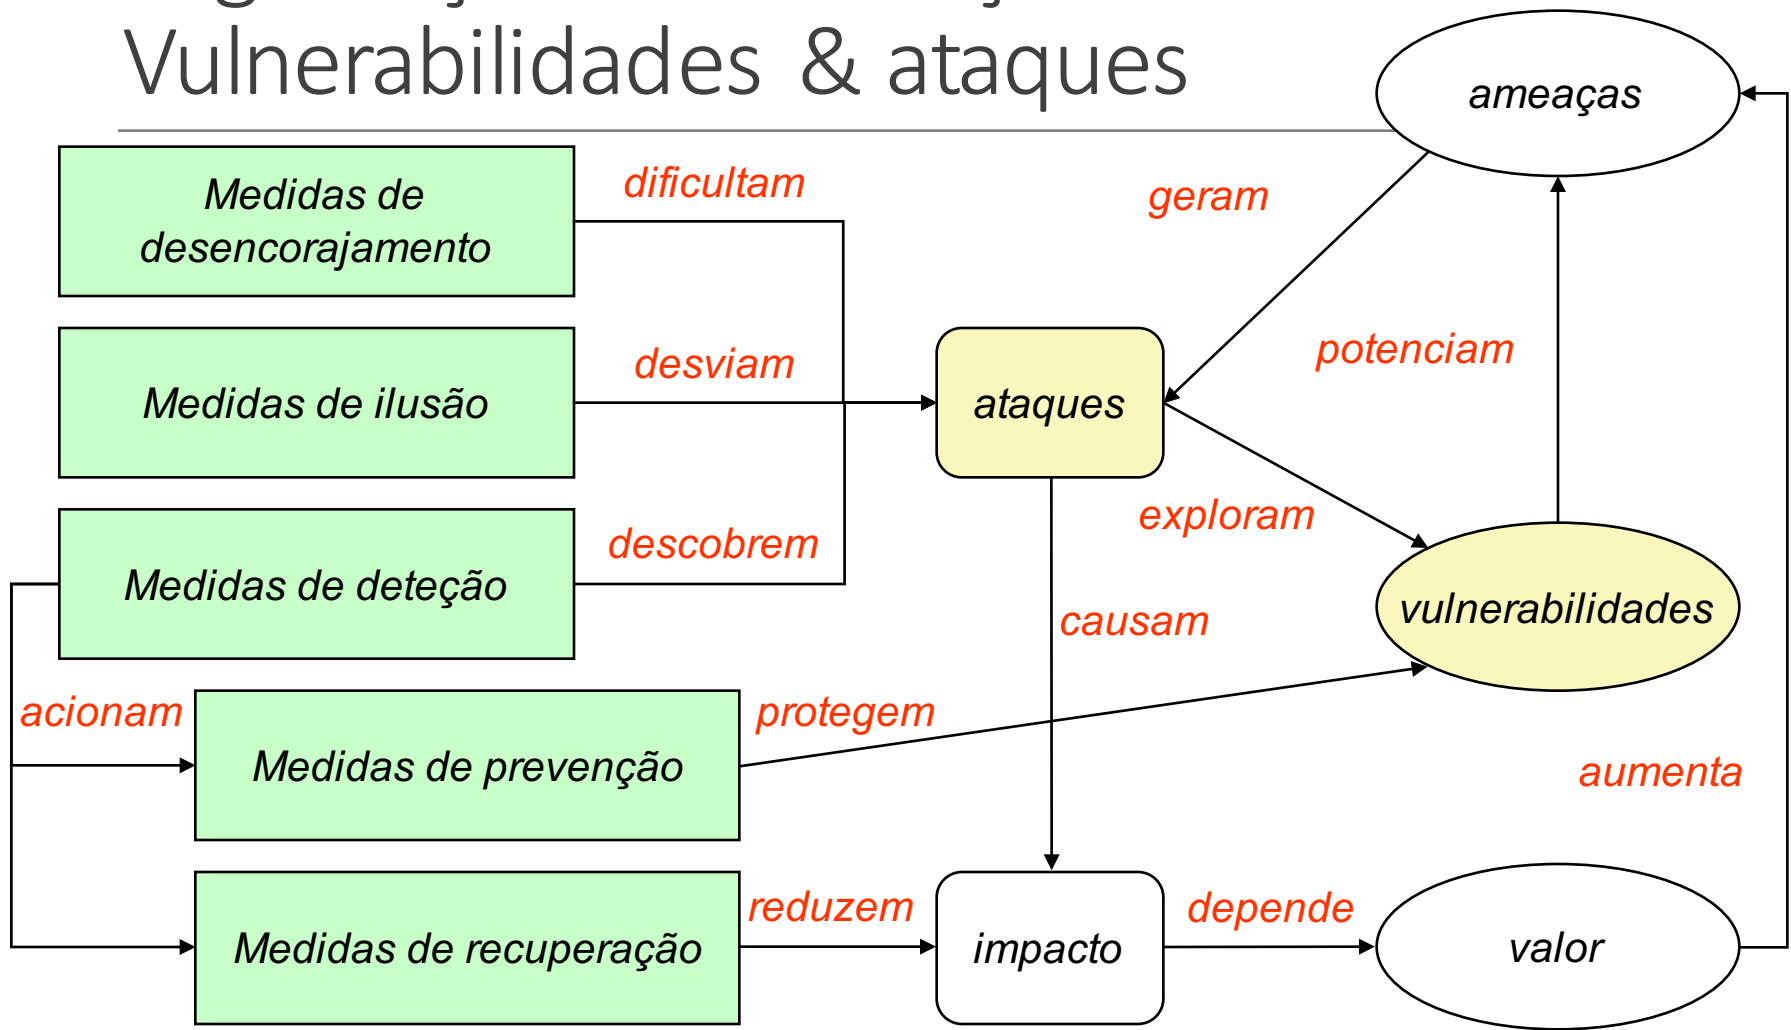 Vulnerabilidades & ataques
ameaças
Medidas de
desencorajamento
dificultam
geram
Medidas de ilusão
desviam
ataques
potenciam
Medidas de deteção
descobrem
exploram
vulnerabilidades
causam
acionam
Medidas de prevenção
protegem
aumenta
Medidas de recuperação
reduzem
impacto
depende
valor